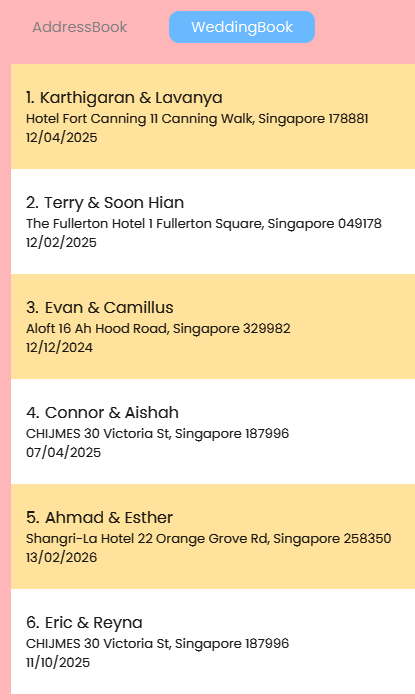 AddressBook
WeddingBook
1. Karthigaran & Lavanya
Hotel Fort Canning 11 Canning Walk, Singapore 178881
12/04/2025
2. Terry & Soon Hian
The Fullerton Hotel 1 Fullerton Square, Singapore 049178
12/02/2025
3. Evan & Camillus
Aloft 16 Ah Hood Road, Singapore 329982
12/12/2024
4. Connor & Aishah
CHIJMES 30 Victoria St, Singapore 187996
07/04/2025
5. Ahmad & Esther
Shangri-La Hotel 22 Orange Grove Rd, Singapore 258350
13/02/2026
6. Eric & Reyna
CHIJMES 30 Victoria St, Singapore 187996
11/10/2025